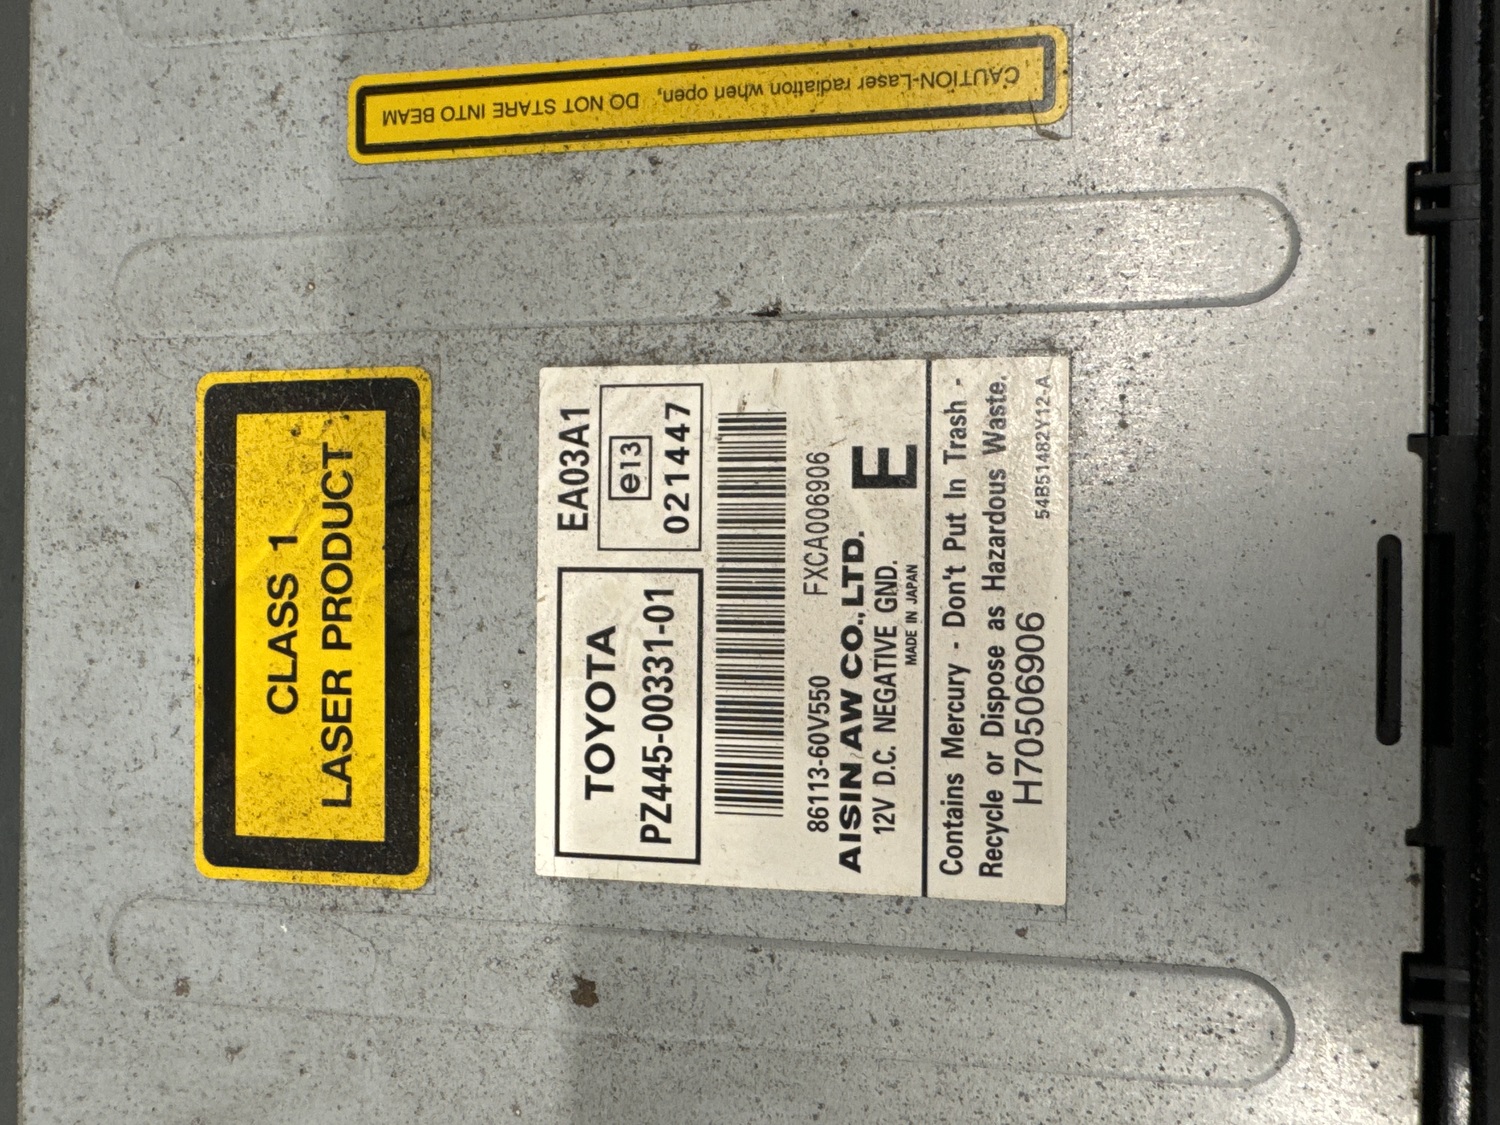 CAUTION-Laser radiation when open, DO NOT STARE INTO BEAM
CLASS 1
LASER PRODUCT
TOYOTA
PZ445-00331-01
EA03A1
e13
021447
86113-60V550 FXCA006906
AISIN AW CO., LTD.
12V D.C. NEGATIVE GND.
MADE IN JAPAN
E
Contains Mercury - Don't Put In Trash -
Recycle or Dispose as Hazardous Waste.
H70506906
54B51482Y12-A